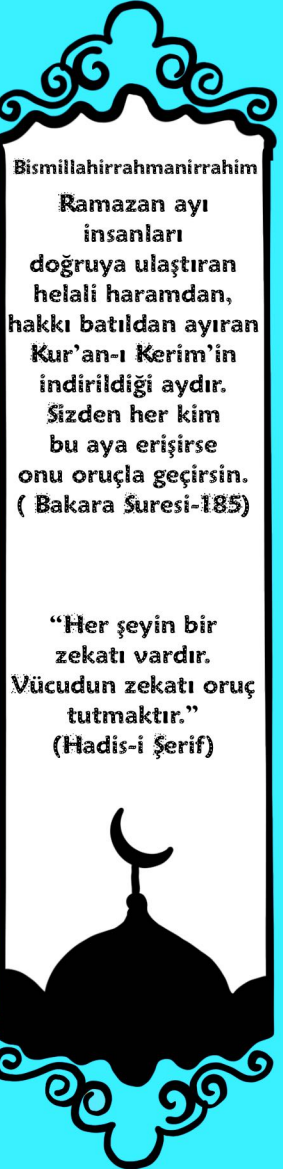 Bismillahirrahmanirrahim
Ramazan ayı
insanları
doğruya ulaştıran
helali haramdan,
hakkı batıldan ayıran
Kur'an-ı Kerim'in
indirildiği aydır.
Sizden her kim
bu aya erişirse
onu oruçla geçirsin.
( Bakara Suresi-185)
“Her şeyin bir
zekatı vardır.
Vücudun zekatı oruç
tutmaktır.”
(Hadis-i Şerif)